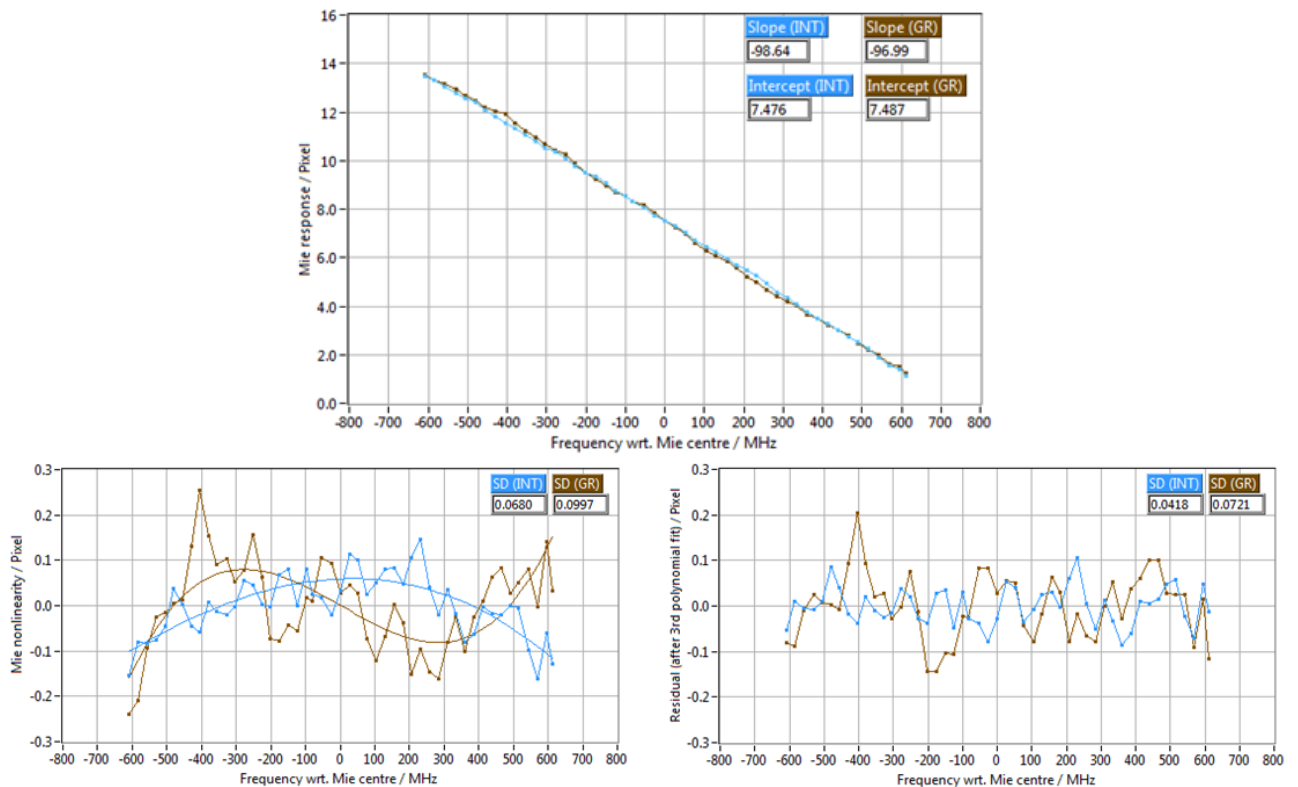 Slope (INT) Slope (GR)
-98.64 -96.99
Intercept (INT) Intercept (GR)
7.476 7.487
16
14
12
10
8.0
6.0
4.0
2.0
0.0
Mie response / Pixel
-800 -700 -600 -500 -400 -300 -200 -100 0 100 200 300 400 500 600 700 800
Frequency wrt. Mie centre / MHz
SD (INT) SD (GR)
0.0680 0.0997
0.3
0.2
0.1
0.0
-0.1
-0.2
-0.3
Mie nonlinearity / Pixel
-800 -700 -600 -500 -400 -300 -200 -100 0 100 200 300 400 500 600 700 800
Frequency wrt. Mie centre / MHz
SD (INT) SD (GR)
0.0418 0.0721
0.3
0.2
0.1
0.0
-0.1
-0.2
-0.3
Residual (after 3rd polynomial fit) / Pixel
-800 -700 -600 -500 -400 -300 -200 -100 0 100 200 300 400 500 600 700 800
Frequency wrt. Mie centre / MHz